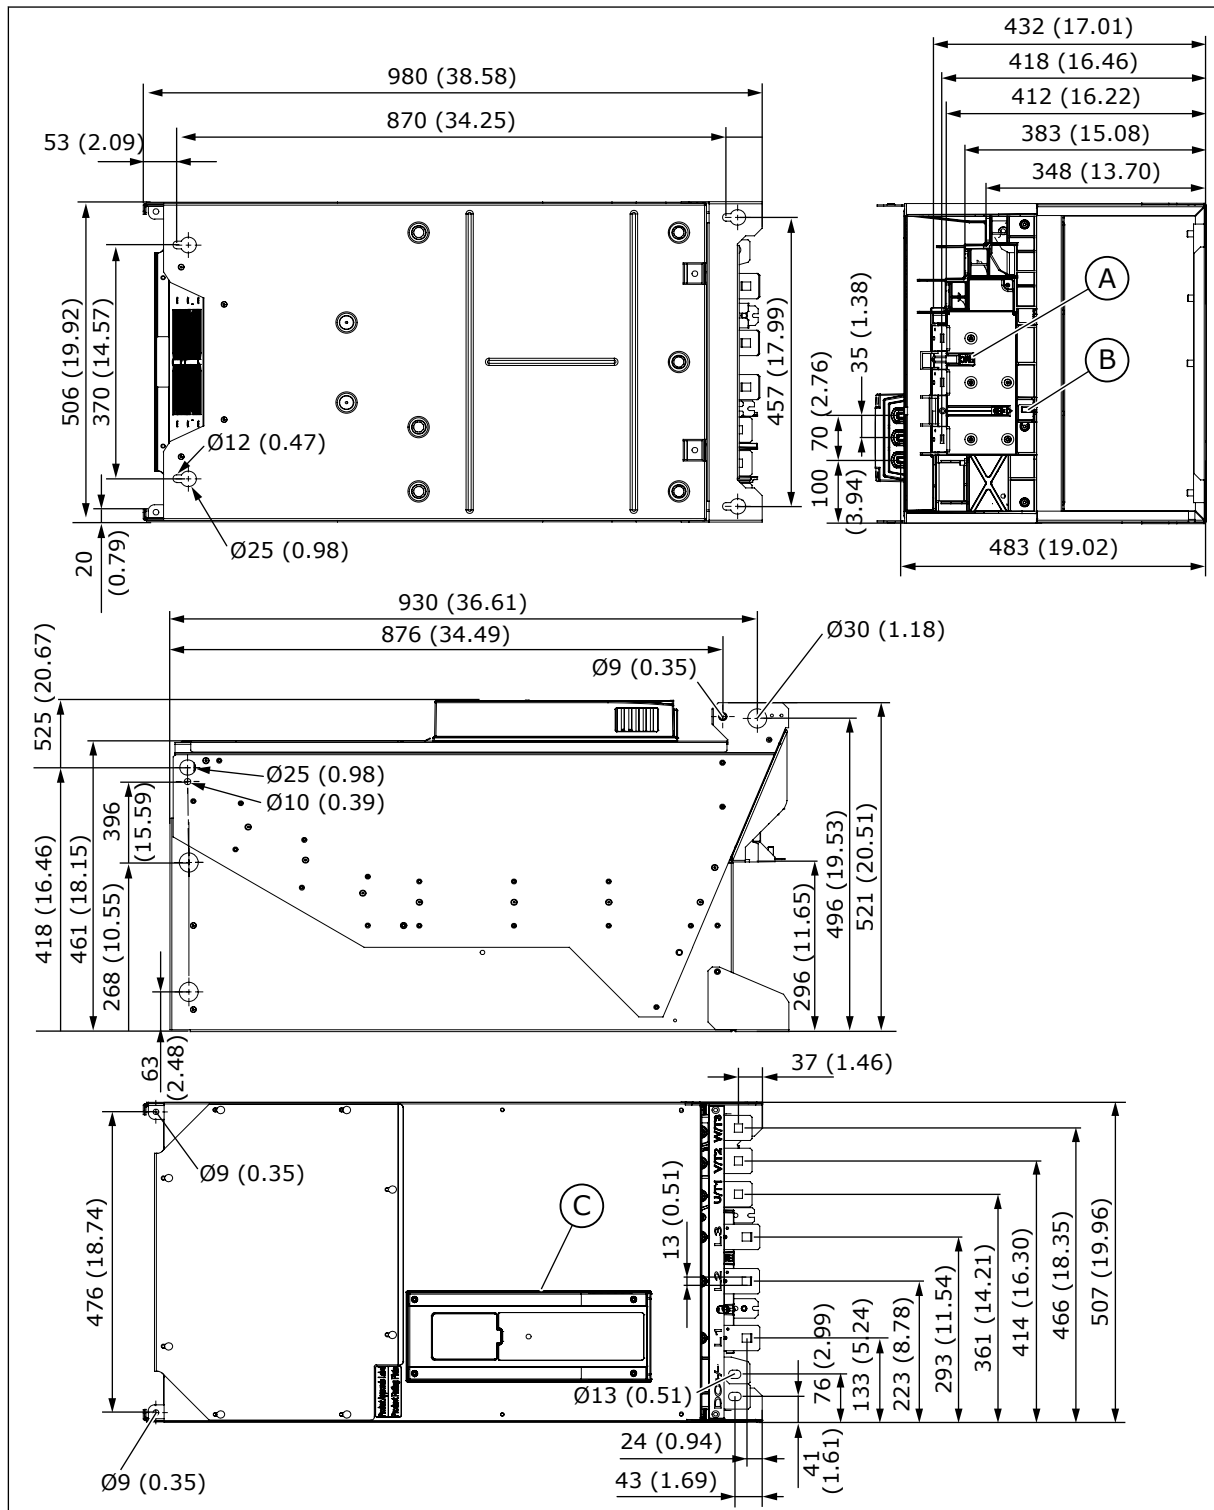 432 (17.01)
418 (16.46)
412 (16.22)
383 (15.08)
348 (13.70)
980 (38.58)
870 (34.25)
53 (2.09)
506 (19.92)
370 (14.57)
Ø12 (0.47)
Ø25 (0.98)
20
(0.79)
457 (17.99)
35 (1.38)
70 (2.76)
100
(3.94)
A
B
483 (19.02)
930 (36.61)
876 (34.49)
Ø30 (1.18)
Ø9 (0.35)
525 (20.67)
Ø25 (0.98)
Ø10 (0.39)
396
(15.59)
418 (16.46)
461 (18.15)
268 (10.55)
63
(2.48)
296 (11.65)
496 (19.53)
521 (20.51)
37 (1.46)
476 (18.74)
Ø9 (0.35)
Ø9 (0.35)
C
13 (0.51)
W/T3
V/T2
U/T1
L3
L2
L1
Ø13 (0.51)
24 (0.94)
43 (1.69)
41
(1.61)
76 (2.99)
133 (5.24)
223 (8.78)
293 (11.54)
361 (14.21)
414 (16.30)
466 (18.35)
507 (19.96)